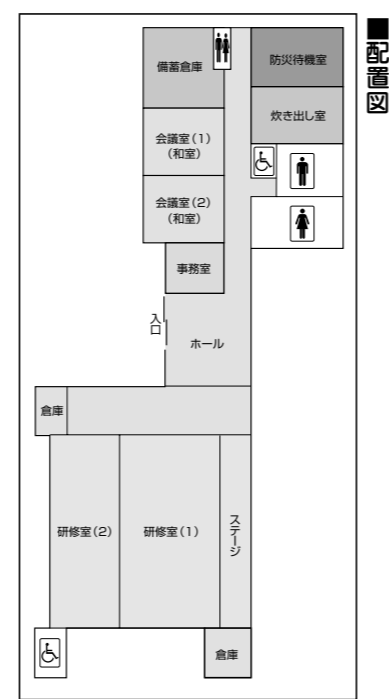 ■配置図
備蓄倉庫
防災待機室
炊き出し室
会議室(1)
(和室)
会議室(2)
(和室)
事務室
入口
ホール
倉庫
研修室(2)
研修室(1)
ステージ
倉庫